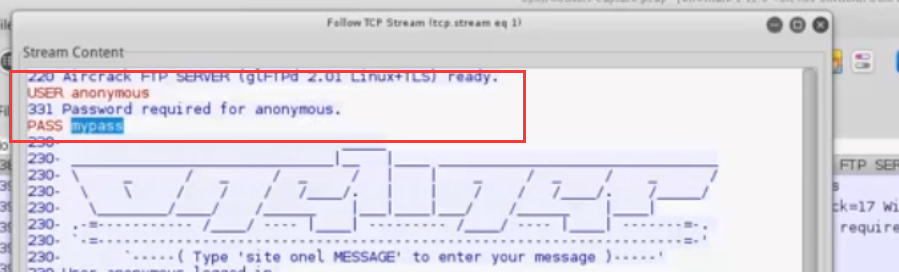 Follow TCP Stream (tcp.stream eq 1)
Stream Content
220 Aircrack FTP SERVER (glFTPd 2.01 Linux+TLS) ready.
USER anonymous
331 Password required for anonymous.
PASS mypass
230-
230-
230-
230-
230-
230-
230-
230- `-----( Type 'site onel MESSAGE' to enter your message )-----'
230 User anonymous logged in
FTP SER
ck=17 Wi
require